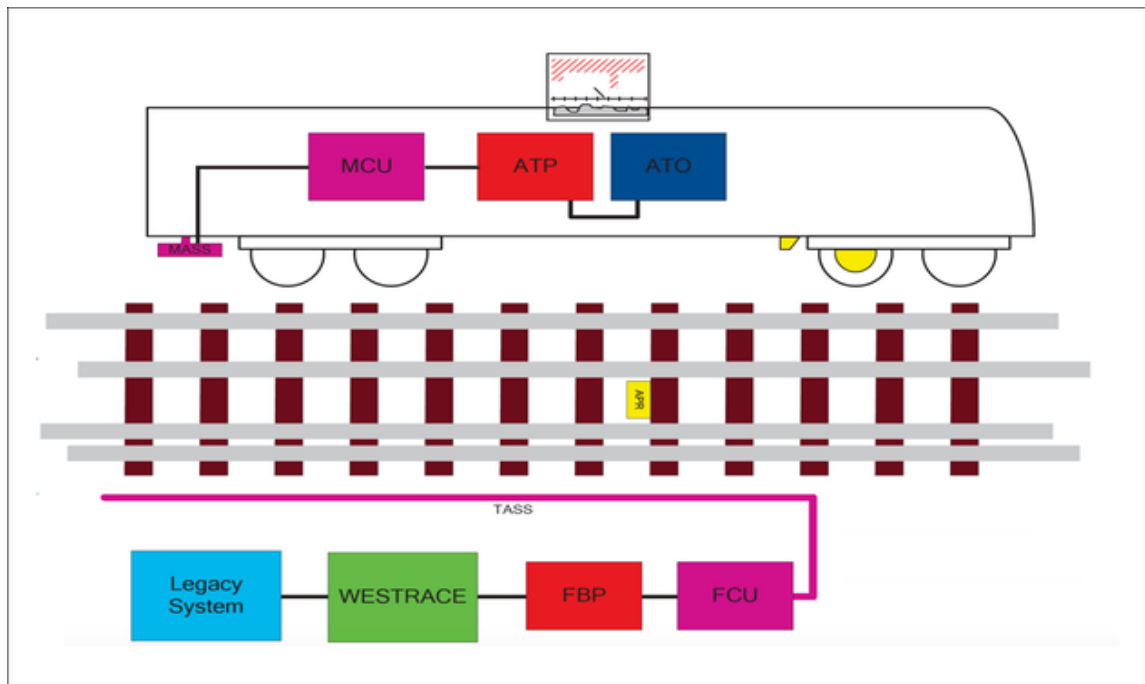 MCU
ATP
ATO
MASS
APR
TASS
Legacy
System
WESTRACE
FBP
FCU